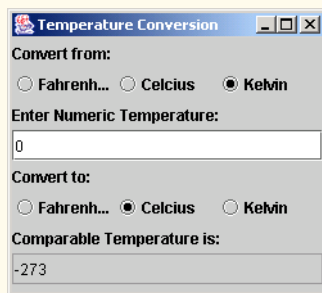 Temperature Conversion
Convert from:
Fahrenh... Celcius Kelvin
Enter Numeric Temperature:
0
Convert to:
Fahrenh... Celcius Kelvin
Comparable Temperature is:
-273